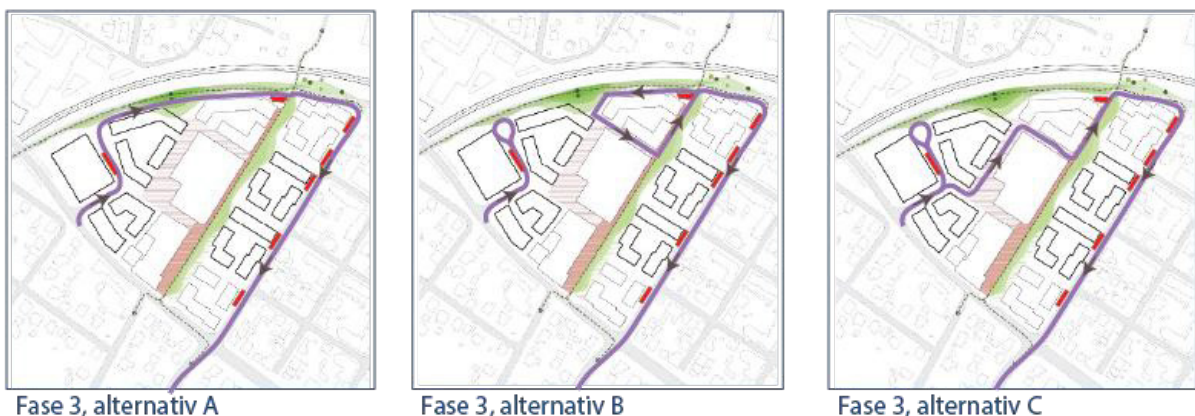 Fase 3, alternativ A
Fase 3, alternativ B
Fase 3, alternativ C